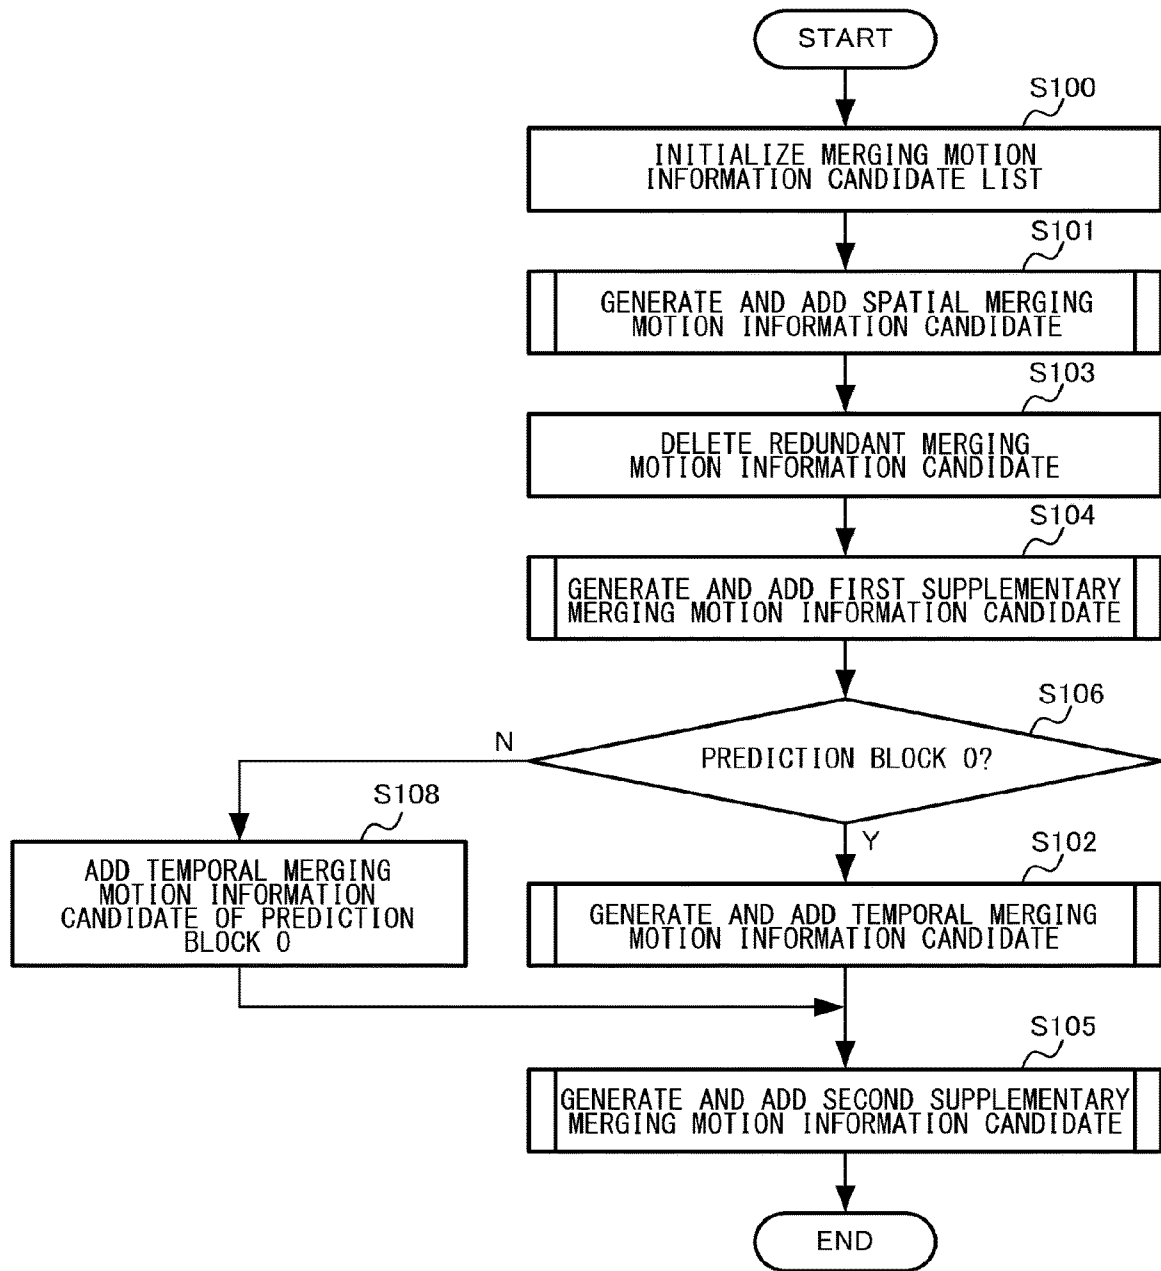 START
S100
INITIALIZE MERGING MOTION
INFORMATION CANDIDATE LIST
S101
GENERATE AND ADD SPATIAL MERGING
MOTION INFORMATION CANDIDATE
S103
DELETE REDUNDANT MERGING
MOTION INFORMATION CANDIDATE
S104
GENERATE AND ADD FIRST SUPPLEMENTARY
MERGING MOTION INFORMATION CANDIDATE
S106
PREDICTION BLOCK 0?
N
Y
S108
ADD TEMPORAL MERGING
MOTION INFORMATION
CANDIDATE OF PREDICTION
BLOCK 0
S102
GENERATE AND ADD TEMPORAL MERGING
MOTION INFORMATION CANDIDATE
S105
GENERATE AND ADD SECOND SUPPLEMENTARY
MERGING MOTION INFORMATION CANDIDATE
END